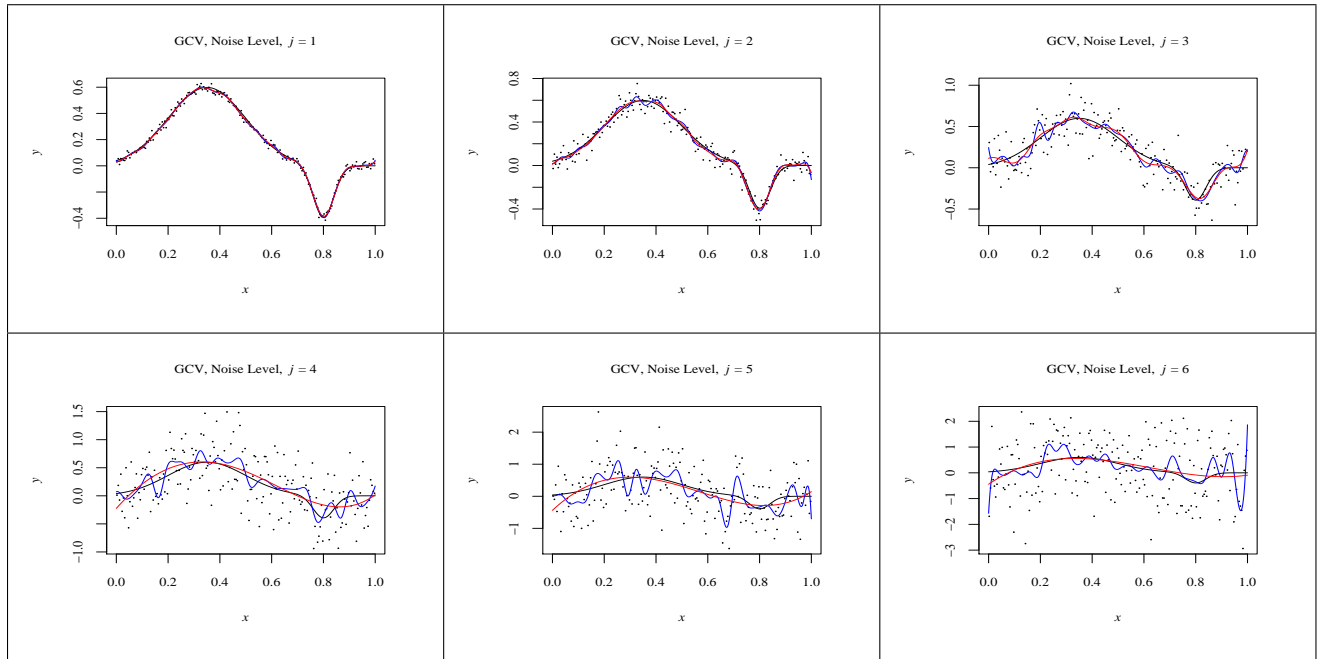 GCV, Noise Level, j = 1
y
0.6
0.4
0.2
0.0
−0.4
0.0 0.2 0.4 0.6 0.8 1.0
x
GCV, Noise Level, j = 2
y
0.8
0.4
0.0
−0.4
0.0 0.2 0.4 0.6 0.8 1.0
x
GCV, Noise Level, j = 3
y
1.0
0.5
0.0
−0.5
0.0 0.2 0.4 0.6 0.8 1.0
x
GCV, Noise Level, j = 4
y
1.5
1.0
0.5
0.0
−1.0
0.0 0.2 0.4 0.6 0.8 1.0
x
GCV, Noise Level, j = 5
y
2
1
0
−1
0.0 0.2 0.4 0.6 0.8 1.0
x
GCV, Noise Level, j = 6
y
2
1
0
−1
−2
−3
0.0 0.2 0.4 0.6 0.8 1.0
x